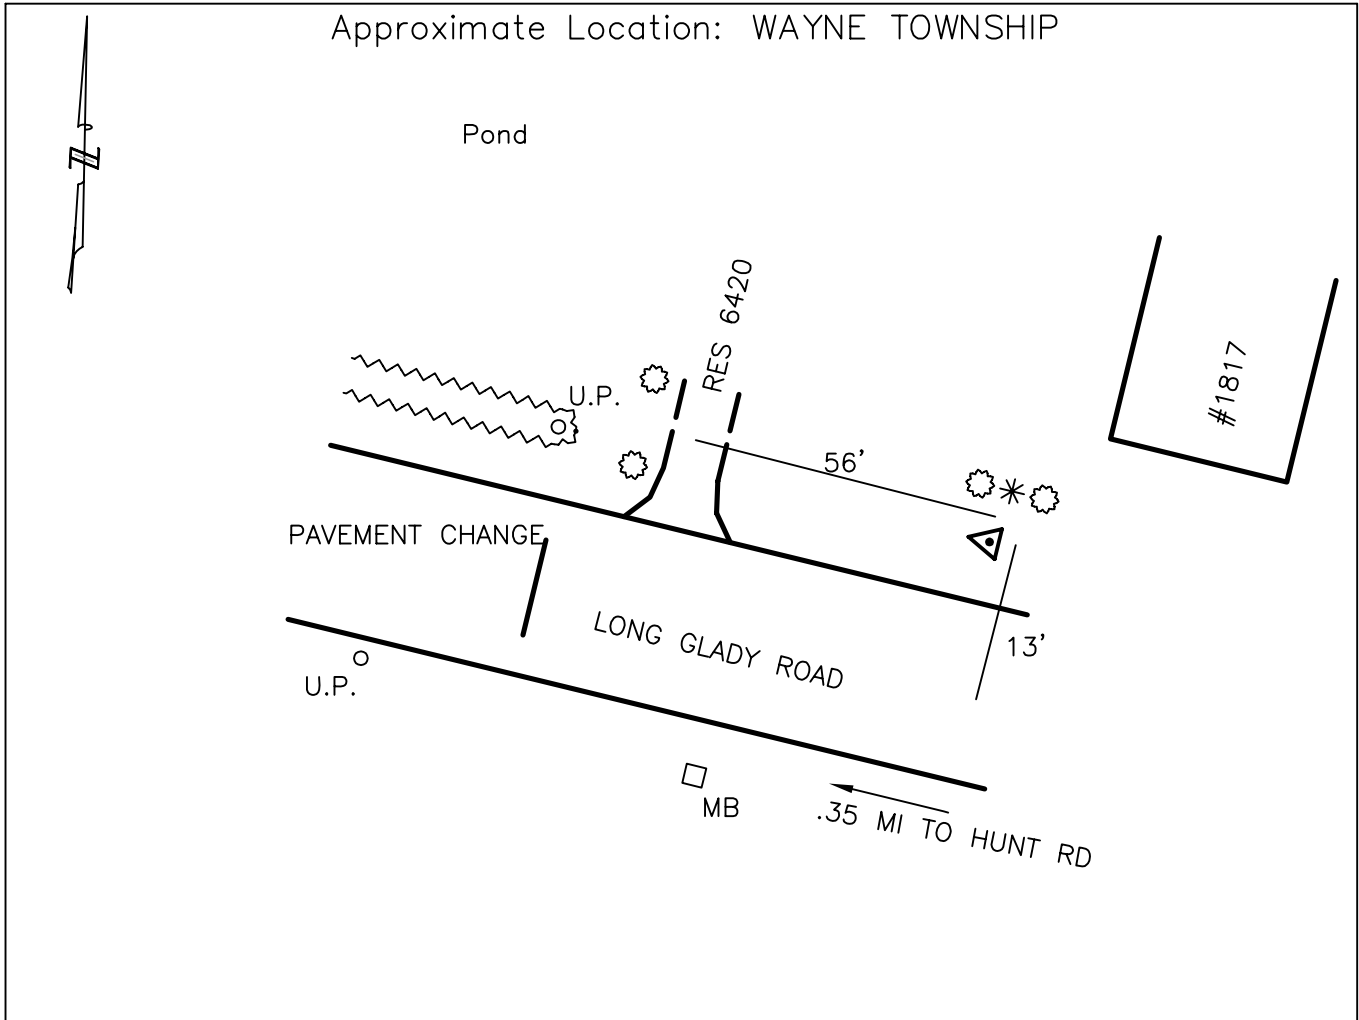 Approximate Location: WAYNE TOWNSHIP
N
Pond
RES 6420
#1817
U.P.
56'
PAVEMENT CHANGE
LONG GLADY ROAD
13'
U.P.
MB
.35 MI TO HUNT RD